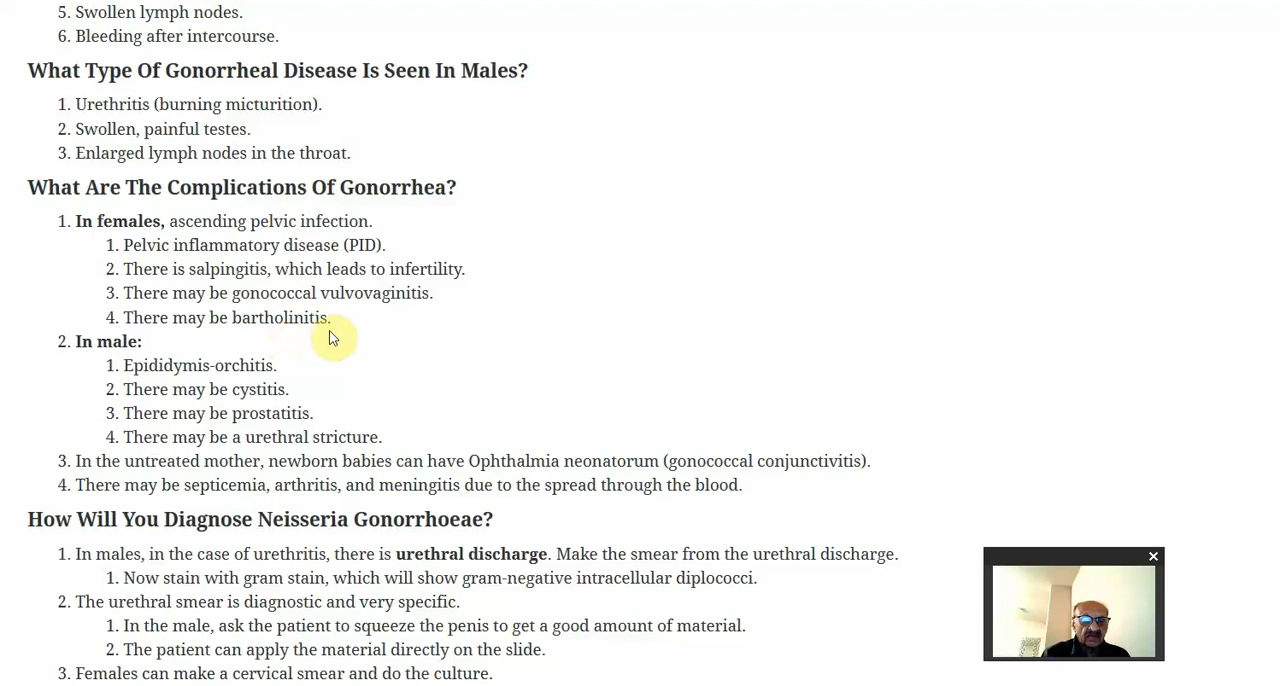 5. Swollen lymph nodes.
6. Bleeding after intercourse.
What Type Of Gonorrheal Disease Is Seen In Males?
1. Urethritis (burning micturition).
2. Swollen, painful testes.
3. Enlarged lymph nodes in the throat.
What Are The Complications Of Gonorrhea?
1. In females, ascending pelvic infection.
1. Pelvic inflammatory disease (PID).
2. There is salpingitis, which leads to infertility.
3. There may be gonococcal vulvovaginitis.
4. There may be bartholinitis.
2. In male:
1. Epididymis-orchitis.
2. There may be cystitis.
3. There may be prostatitis.
4. There may be a urethral stricture.
3. In the untreated mother, newborn babies can have Ophthalmia neonatorum (gonococcal conjunctivitis).
4. There may be septicemia, arthritis, and meningitis due to the spread through the blood.
How Will You Diagnose Neisseria Gonorrhoeae?
1. In males, in the case of urethritis, there is urethral discharge. Make the smear from the urethral discharge.
1. Now stain with gram stain, which will show gram-negative intracellular diplococci.
2. The urethral smear is diagnostic and very specific.
1. In the male, ask the patient to squeeze the penis to get a good amount of material.
2. The patient can apply the material directly on the slide.
3. Females can make a cervical smear and do the culture.